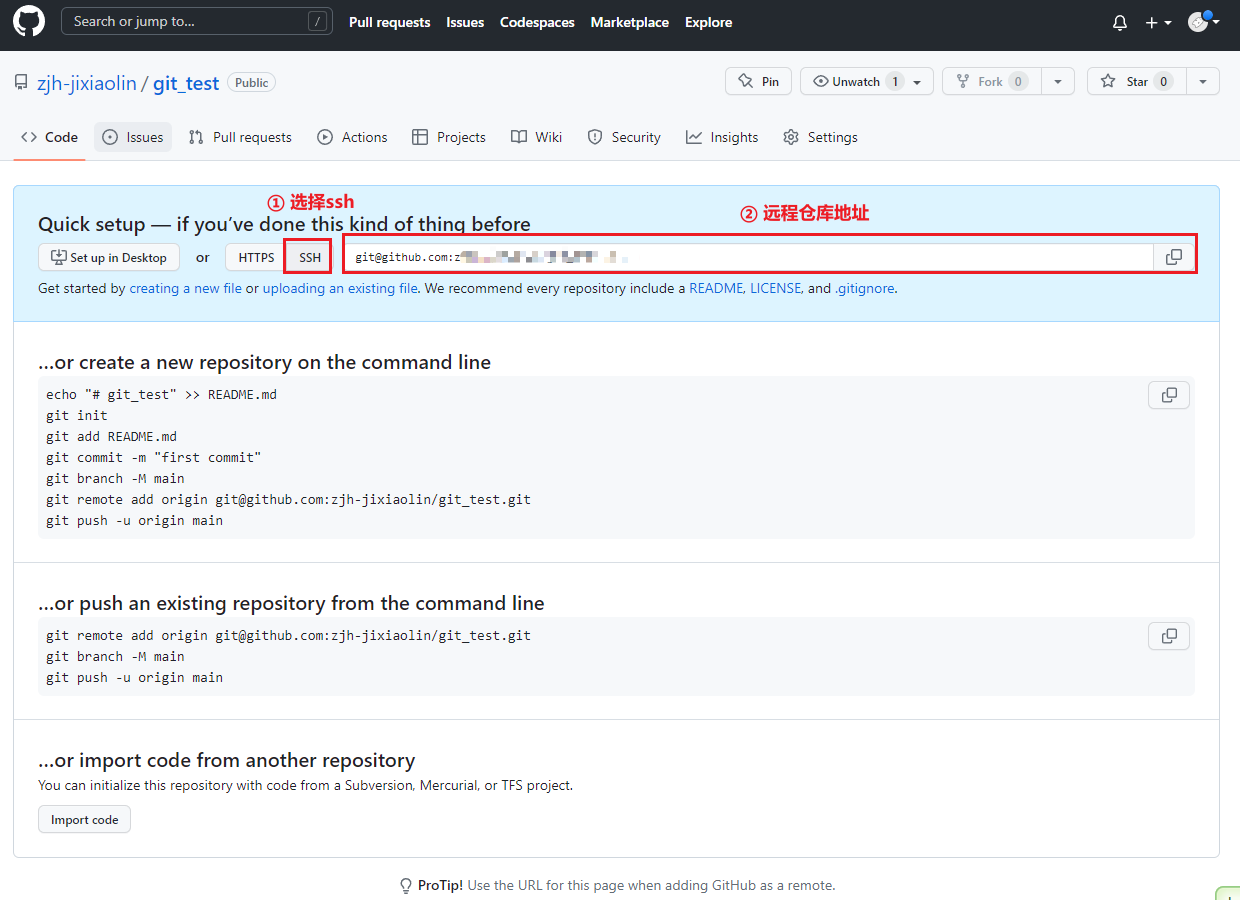 Search or jump to... /
Pull requests Issues Codespaces Marketplace Explore
zjh-jixiaolin / git_test Public
Pin Unwatch 1 Fork 0 Star 0
Code Issues Pull requests Actions Projects Wiki Security Insights Settings
① 选择ssh
② 远程仓库地址
Quick setup — if you’ve done this kind of thing before
Set up in Desktop or HTTPS SSH git@github.com:z
Get started by creating a new file or uploading an existing file. We recommend every repository include a README, LICENSE, and .gitignore.
…or create a new repository on the command line
echo "# git_test" >> README.md
git init
git add README.md
git commit -m "first commit"
git branch -M main
git remote add origin git@github.com:zjh-jixiaolin/git_test.git
git push -u origin main
…or push an existing repository from the command line
git remote add origin git@github.com:zjh-jixiaolin/git_test.git
git branch -M main
git push -u origin main
…or import code from another repository
You can initialize this repository with code from a Subversion, Mercurial, or TFS project.
Import code
ProTip! Use the URL for this page when adding GitHub as a remote.